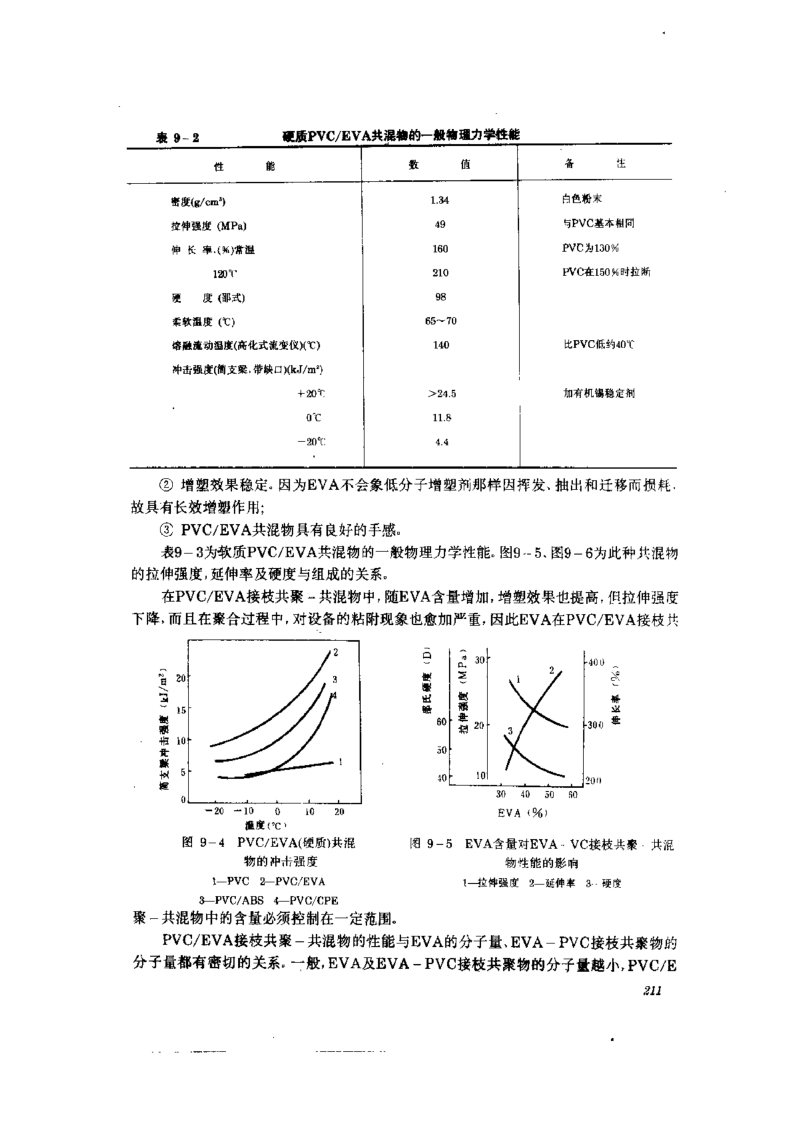 表 9-2 硬质PVC/EVA共混物的一般物理力学性能
性 能 数 值 备 注
密度(g/cm³) 1.34 白色粉末
拉伸强度 (MPa) 49 与PVC基本相同
伸 长 率,(%)常温 160 PVC为130%
120℃ 210 PVC在150%时拉断
硬 度 (邵式) 98
柔软温度 (℃) 65~70
熔融流动温度(高化式流变仪)(℃) 140 比PVC低约40℃
冲击强度(简支梁,带缺口)(kJ/m²)
+20℃ >24.5 加有机锡稳定剂
0℃ 11.8
-20℃ 4.4
② 增塑效果稳定。因为EVA不会象低分子增塑剂那样因挥发、抽出和迁移而损耗,
故具有长效增塑作用;
③ PVC/EVA共混物具有良好的手感。
表9-3为软质PVC/EVA共混物的一般物理力学性能。图9-5、图9-6为此种共混物
的拉伸强度,延伸率及硬度与组成的关系。
在PVC/EVA接枝共聚-共混物中,随EVA含量增加,增塑效果也提高,但拉伸强度
下降,而且在聚合过程中,对设备的粘附现象也愈加严重,因此EVA在PVC/EVA接枝共
简支梁冲击强度 (kJ/m²)
20
15
10
5
0
2
3
4
1
-20 -10 0 10 20
温度(℃)
图 9-4 PVC/EVA(硬质)共混
物的冲击强度
1—PVC 2—PVC/EVA
3—PVC/ABS 4—PVC/CPE
邵氏硬度 (D)
60
50
40
拉伸强度 (MPa)
30
20
10
1
2
3
400
300
200
伸长率 (%)
30 40 50 60
EVA (%)
图 9-5 EVA含量对EVA-VC接枝共聚-共混
物性能的影响
1—拉伸强度 2—延伸率 3—硬度
聚-共混物中的含量必须控制在一定范围。
PVC/EVA接枝共聚-共混物的性能与EVA的分子量、EVA-PVC接枝共聚物的
分子量都有密切的关系。一般,EVA及EVA-PVC接枝共聚物的分子量越小,PVC/E
211